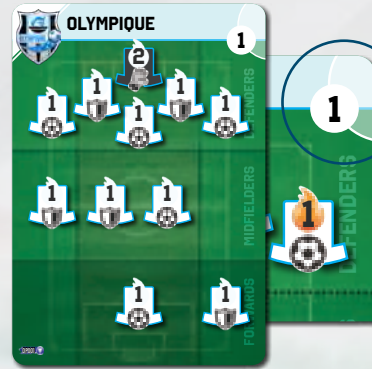 OLYMPIQUE
1
2
1 1
1 1 1
DEFENDERS
1 1 1
MIDFIELDERS
1 1
FORWARDS
1
1
DEFENDERS